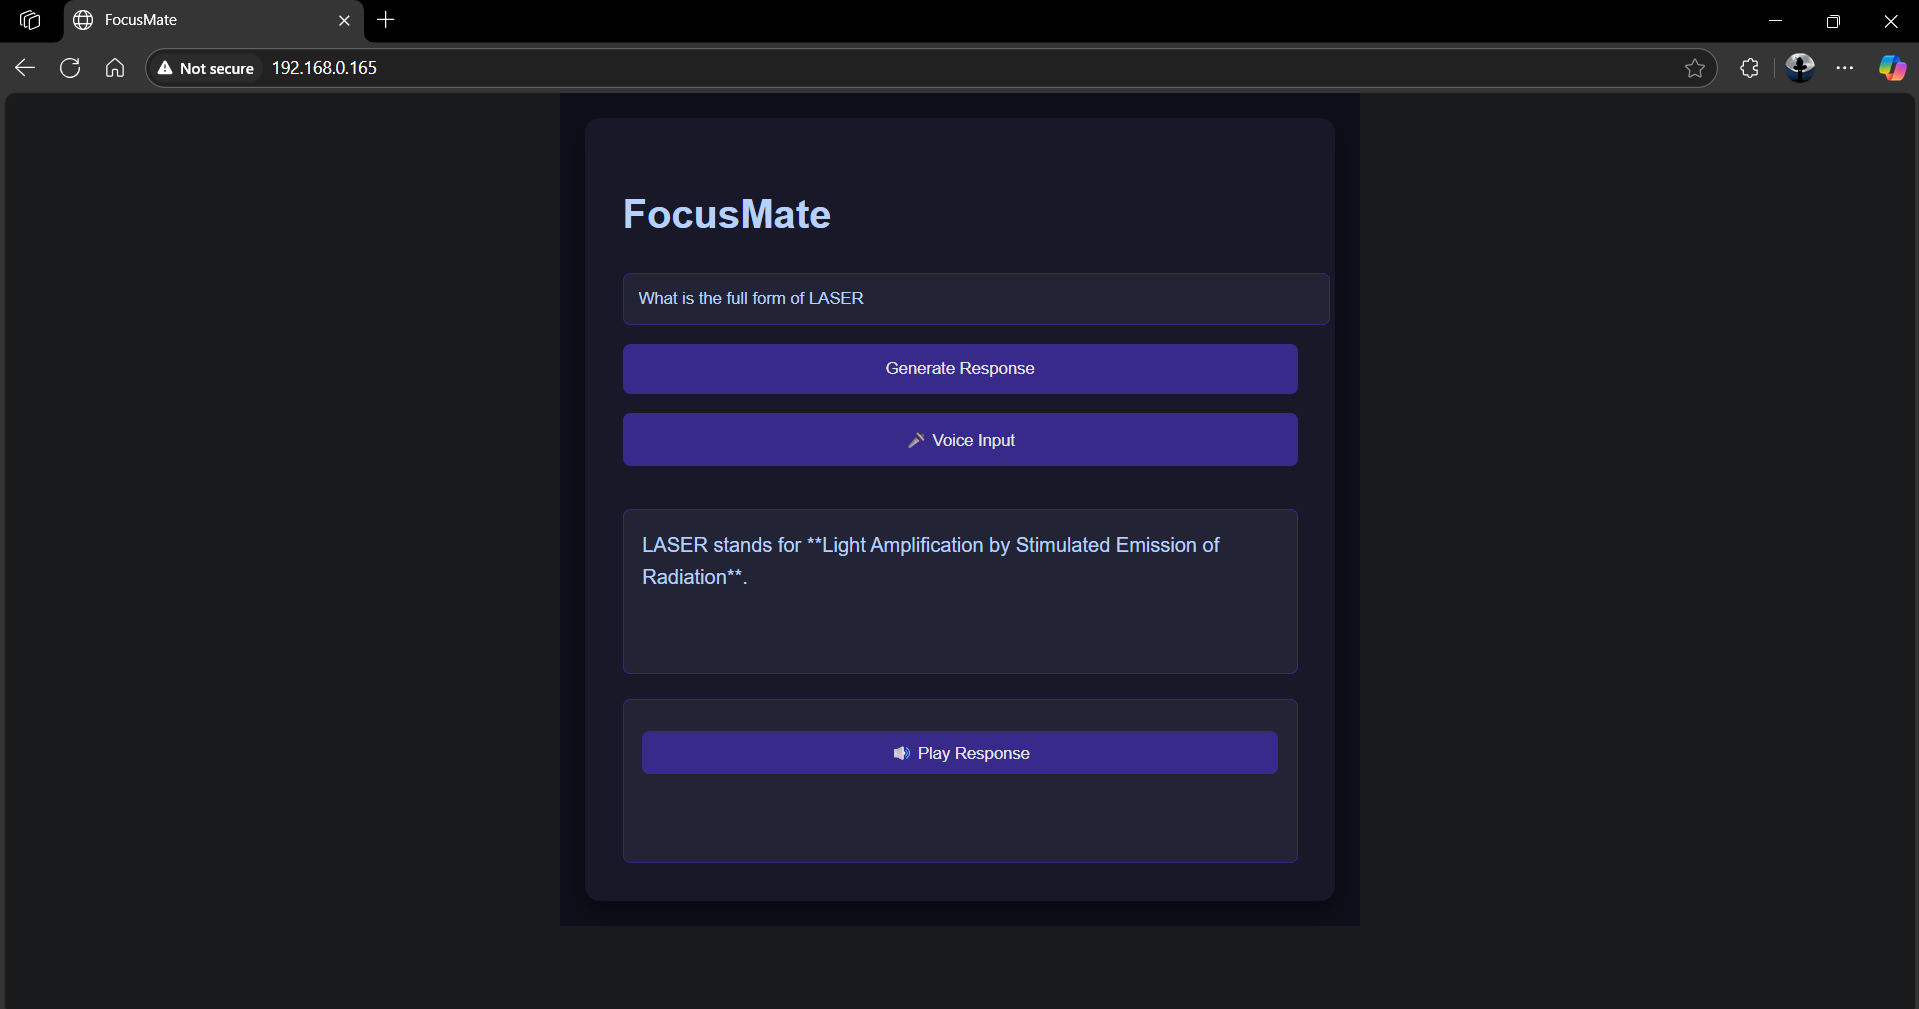 FocusMate
Not secure 192.168.0.165
FocusMate
What is the full form of LASER
Generate Response
🎤 Voice Input
LASER stands for **Light Amplification by Stimulated Emission of
Radiation**.
🔊 Play Response